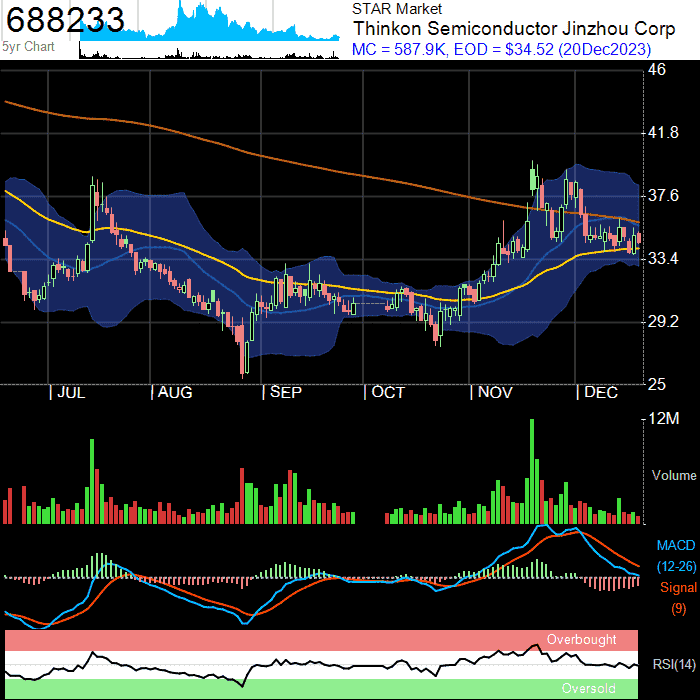 688233
5yr Chart
STAR Market
Thinkon Semiconductor Jinzhou Corp
MC = 587.9K, EOD = $34.52 (20Dec2023)
46
41.8
37.6
33.4
29.2
25
| JUL | AUG | SEP | OCT | NOV | DEC
12M
Volume
MACD
(12-26)
Signal
(9)
Overbought
RSI(14)
Oversold